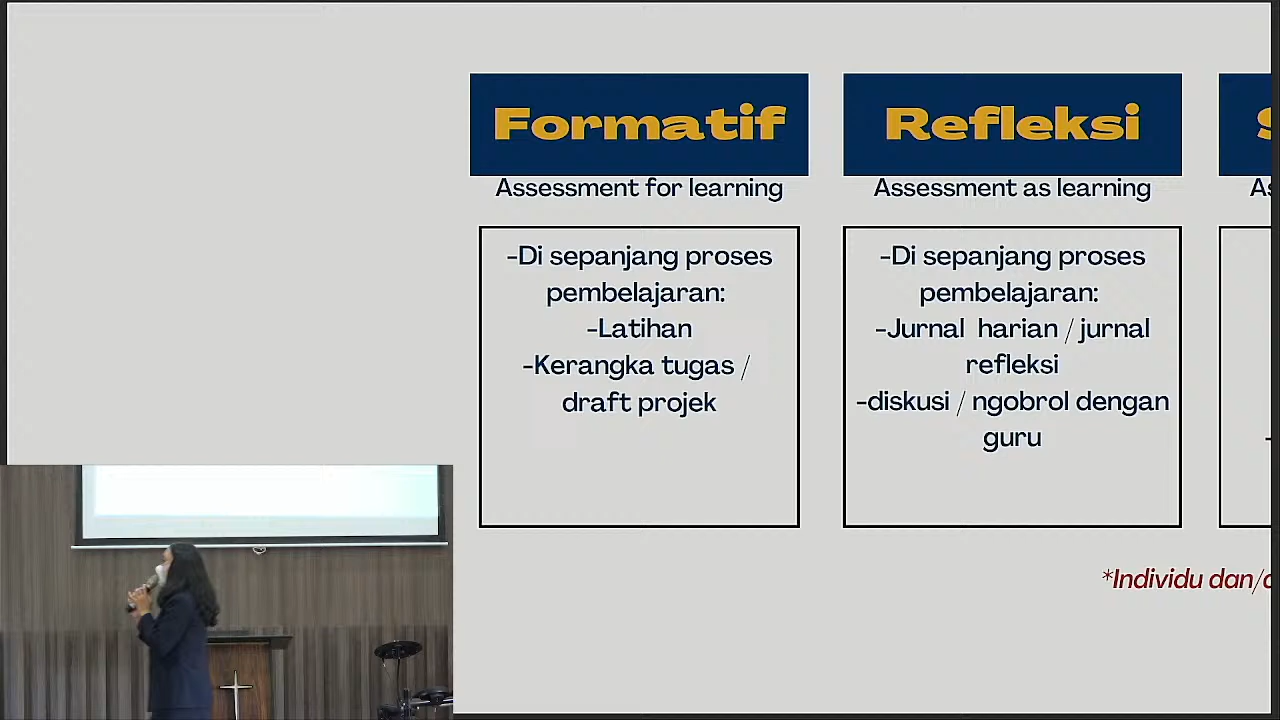 Formatif
Refleksi
Assessment for learning
Assessment as learning
-Di sepanjang proses
pembelajaran:
-Latihan
-Kerangka tugas /
draft projek
-Di sepanjang proses
pembelajaran:
-Jurnal  harian / jurnal
refleksi
-diskusi / ngobrol dengan
guru
*Individu dan/